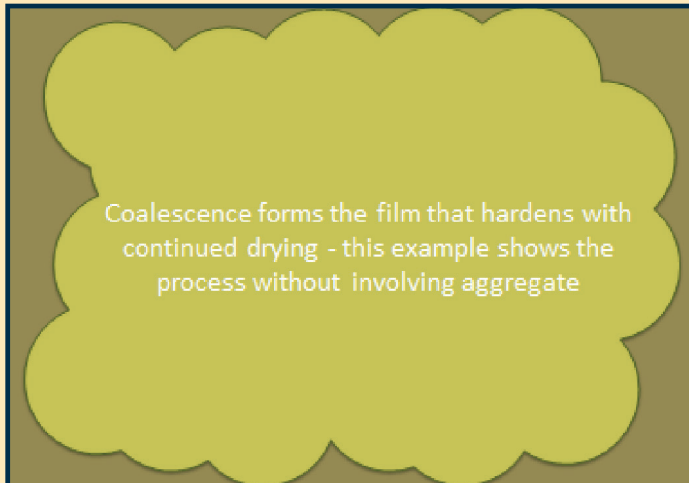 Coalescence forms the film that hardens with
continued drying - this example shows the
process without involving aggregate